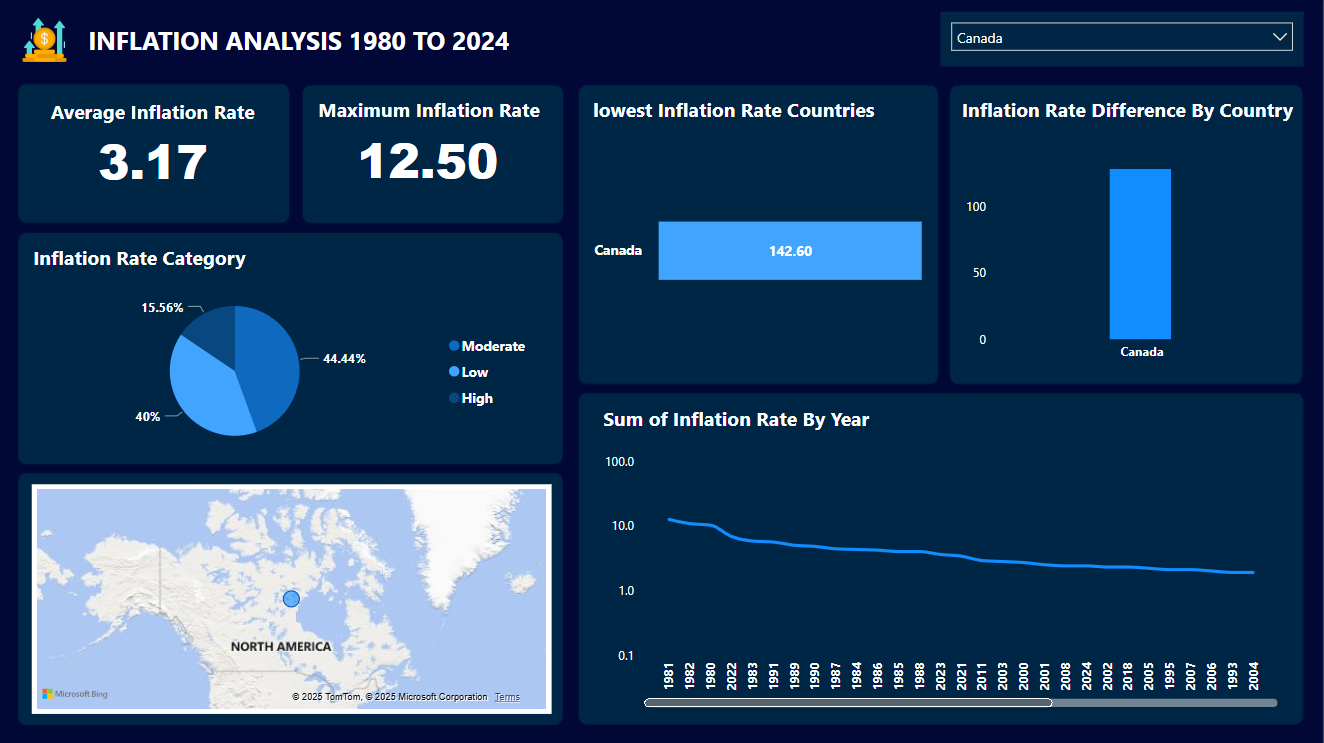 INFLATION ANALYSIS 1980 TO 2024
Canada
Average Inflation Rate
3.17
Maximum Inflation Rate
12.50
lowest Inflation Rate Countries
Canada
142.60
Inflation Rate Difference By Country
100
50
0
Canada
Inflation Rate Category
15.56%
44.44%
40%
Moderate
Low
High
Sum of Inflation Rate By Year
100.0
10.0
1.0
0.1
1981
1982
1980
2022
1983
1991
1989
1990
1987
1984
1986
1985
1988
2023
2021
2011
2003
2000
2001
2008
2024
2002
2018
2005
1995
2007
2006
1993
2004
NORTH AMERICA
Microsoft Bing
© 2025 TomTom, © 2025 Microsoft Corporation Terms
$